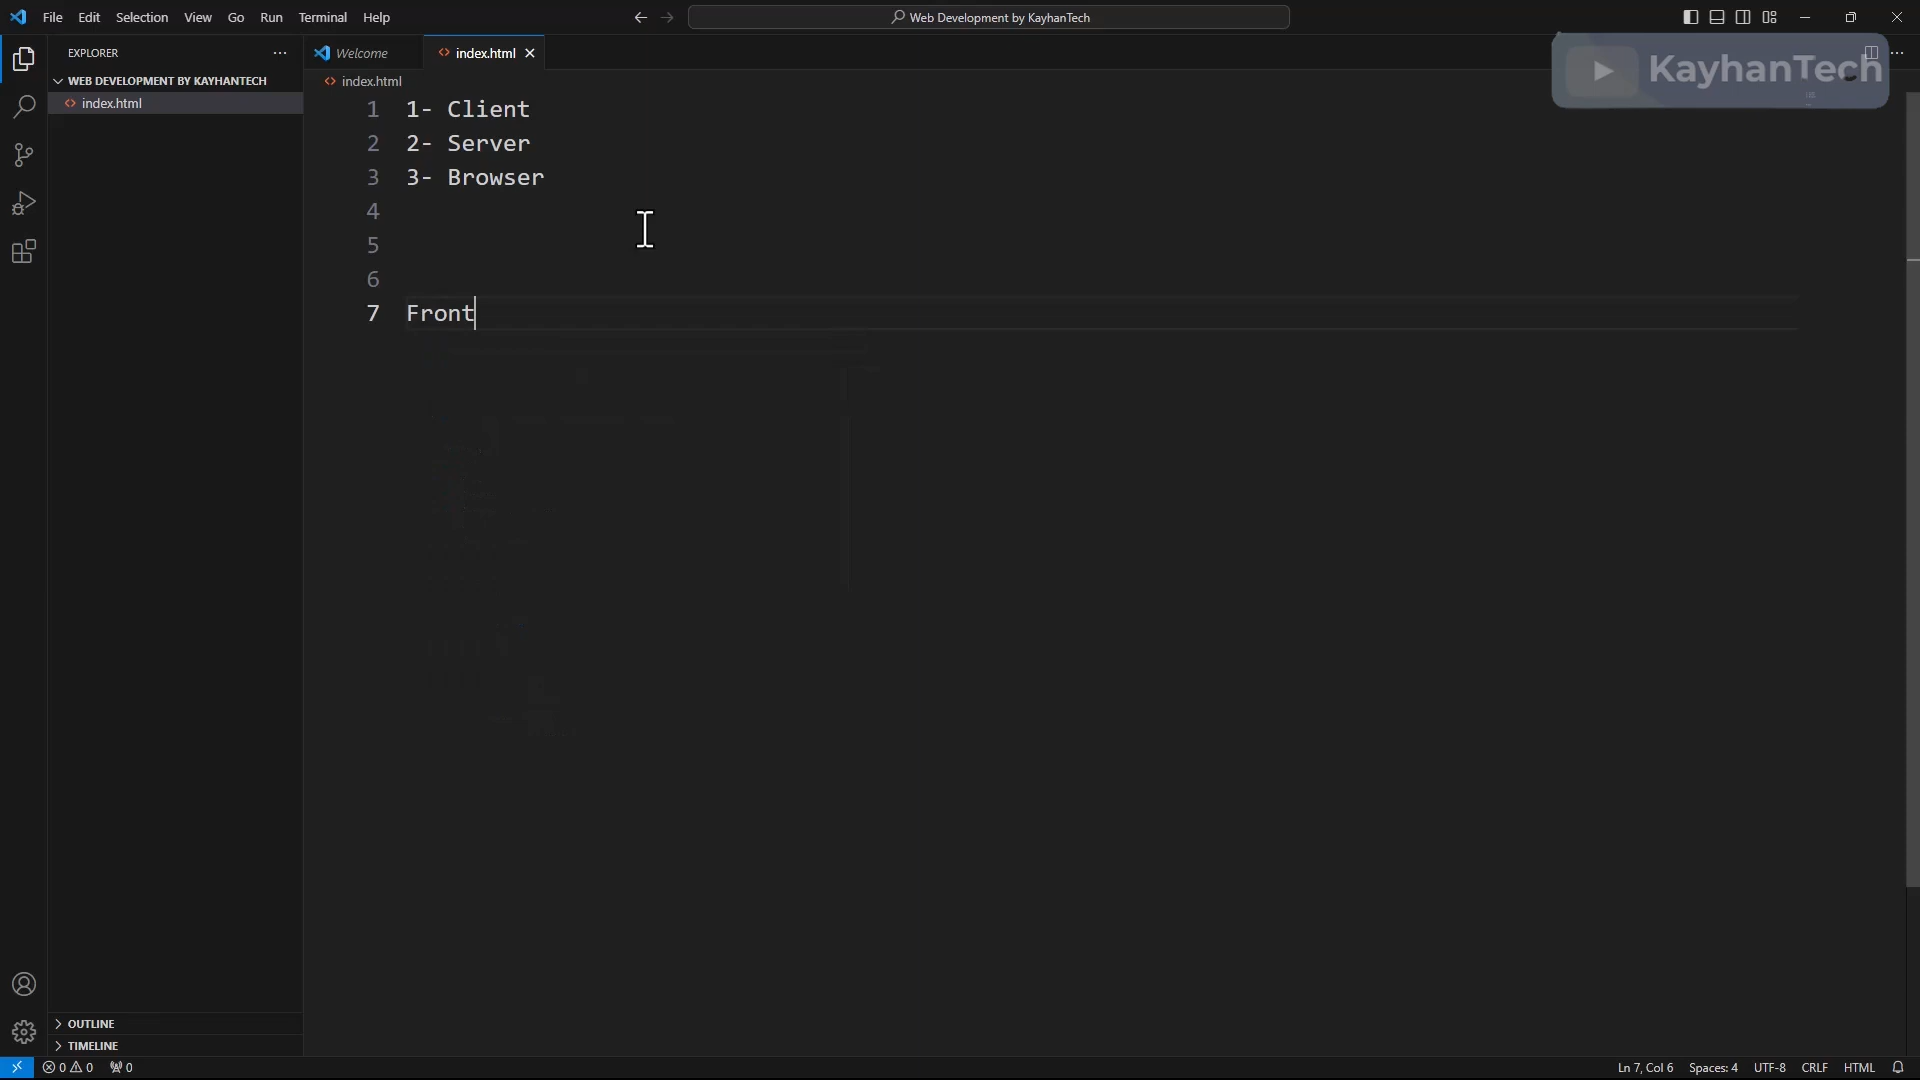 File Edit Selection View Go Run Terminal Help
Web Development by KayhanTech
EXPLORER
Welcome
index.html
KayhanTech
WEB DEVELOPMENT BY KAYHANTECH
index.html
index.html
1 1- Client
2 2- Server
3 3- Browser
4
5
6
7 Front
OUTLINE
TIMELINE
0 0 0
Ln 7, Col 6 Spaces: 4 UTF-8 CRLF HTML